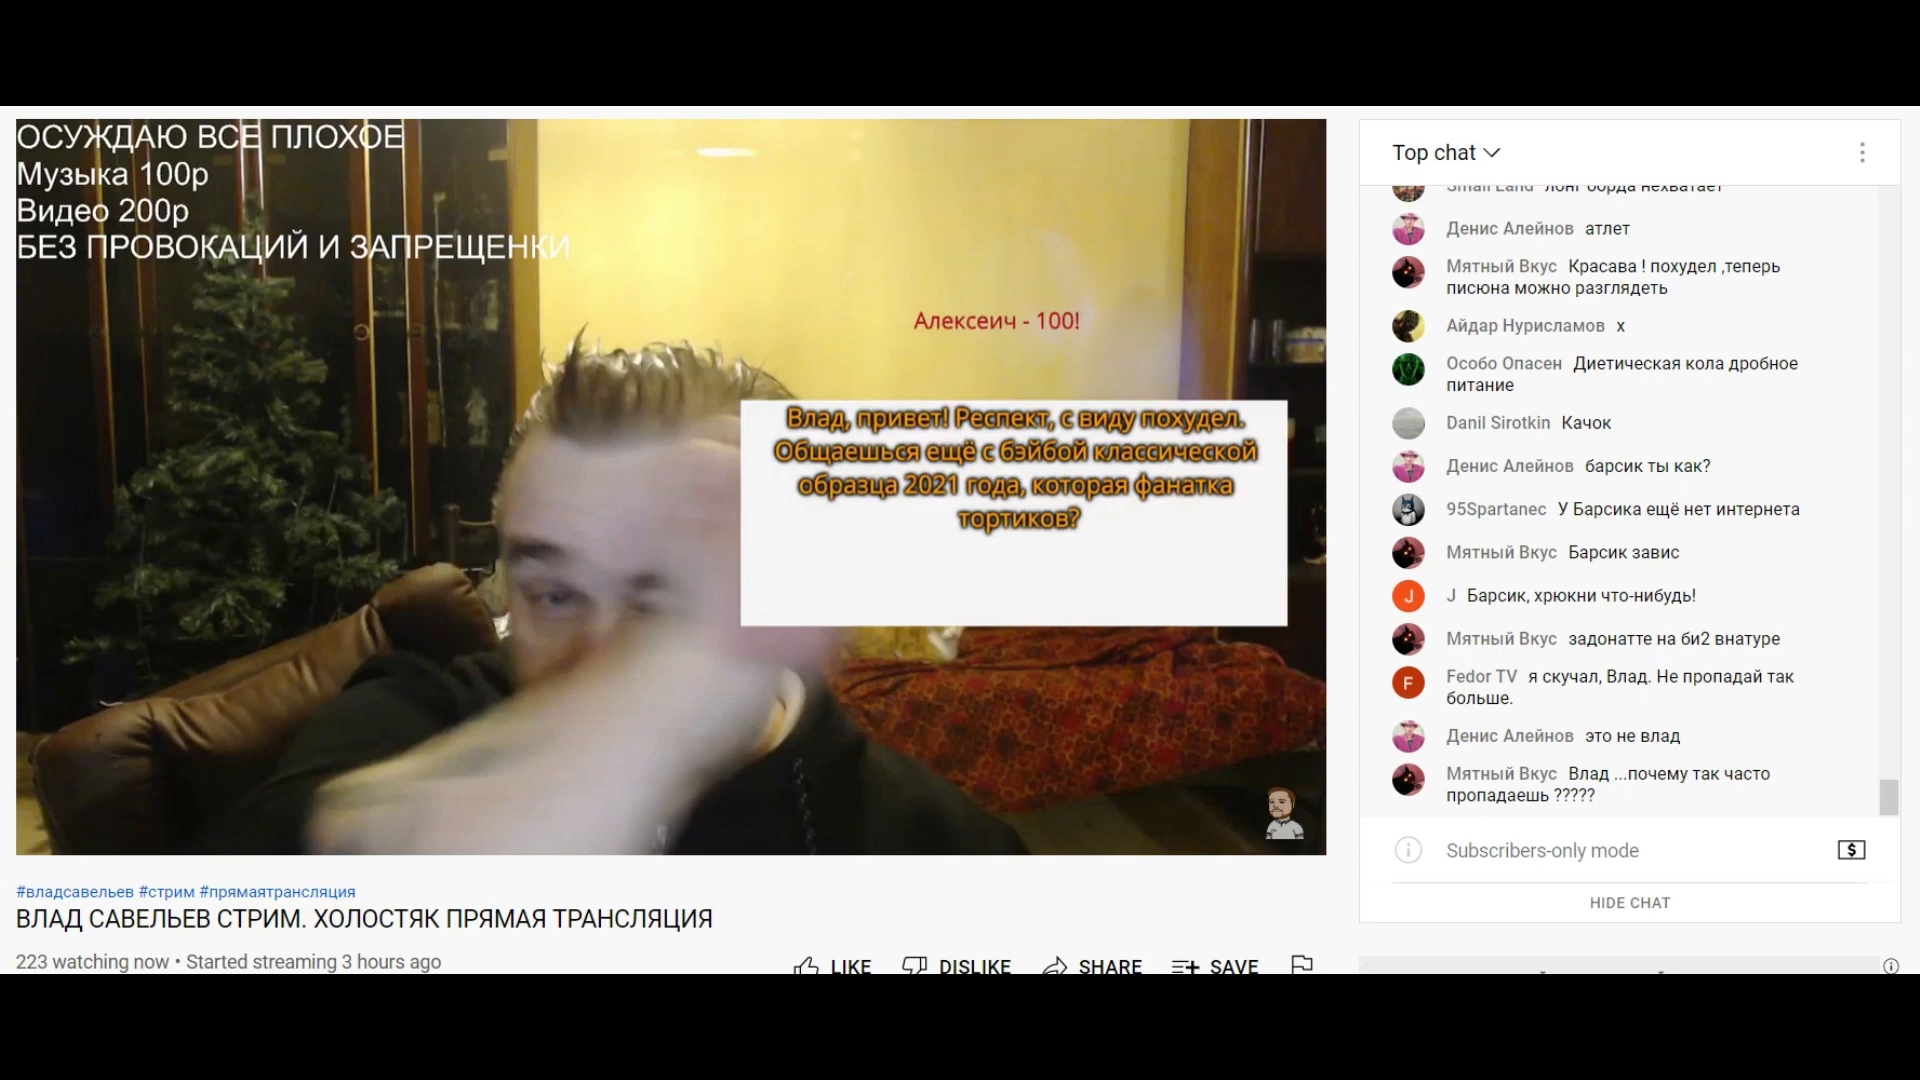 ОСУЖДАЮ ВСЕ ПЛОХОЕ
Музыка 100р
Видео 200р
БЕЗ ПРОВОКАЦИЙ И ЗАПРЕЩЕНКИ
Алексеич - 100!
Влад, привет! Респект, с виду похудел.
Общаешься ещё с бэйбой классической
образца 2021 года, которая фанатка
тортиков?
#владсавельев #стрим #прямаятрансляция
ВЛАД САВЕЛЬЕВ СТРИМ. ХОЛОСТЯК ПРЯМАЯ ТРАНСЛЯЦИЯ
223 watching now • Started streaming 3 hours ago
LIKE DISLIKE SHARE SAVE
Top chat
Small Land лонг борда нехватает
Денис Алейнов атлет
Мятный Вкус Красава ! похудел ,теперь
писюна можно разглядеть
Айдар Нурисламов х
Особо Опасен Диетическая кола дробное
питание
Danil Sirotkin Качок
Денис Алейнов барсик ты как?
95Spartanec У Барсика ещё нет интернета
Мятный Вкус Барсик завис
J J Барсик, хрюкни что-нибудь!
Мятный Вкус задонатте на би2 внатуре
F Fedor TV я скучал, Влад. Не пропадай так
больше.
Денис Алейнов это не влад
Мятный Вкус Влад ...почему так часто
пропадаешь ?????
Subscribers-only mode
HIDE CHAT